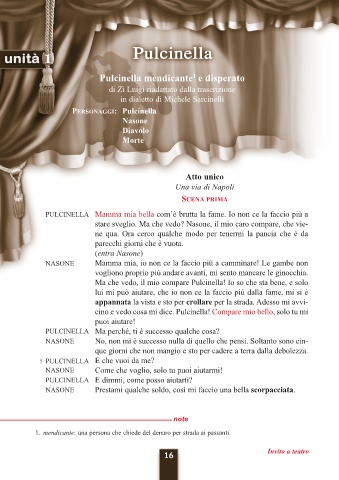 unità 1
Pulcinella
Pulcinella mendicante¹ e disperato
di Zi Luigi riadattato dalla trascrizione
in dialetto di Michele Sarcinelli
PERSONAGGI: Pulcinella
Nasone
Diavolo
Morte
Atto unico
Una via di Napoli
SCENA PRIMA
PULCINELLA Mamma mia bella com'è brutta la fame. Io non ce la faccio più a
stare sveglio. Ma che vedo? Nasone, il mio caro compare, che vie-
ne qua. Ora cerco qualche modo per tenermi la pancia che è da
parecchi giorni che è vuota.
(entra Nasone)
NASONE Mamma mia, io non ce la faccio più a camminare! Le gambe non
vogliono proprio più andare avanti, mi sento mancare le ginocchia.
Ma che vedo, il mio compare Pulcinella! Io so che sta bene, e solo
lui mi può aiutare, che io non ce la faccio più dalla fame, mi si è
appannata la vista e sto per crollare per la strada. Adesso mi avvi-
cino e vedo cosa mi dice. Pulcinella! Compare mio bello, solo tu mi
puoi aiutare!
PULCINELLA Ma perché, ti è successo qualche cosa?
NASONE No, non mi è successo nulla di quello che pensi. Soltanto sono cin-
que giorni che non mangio e sto per cadere a terra dalla debolezza.
5 PULCINELLA E che vuoi da me?
NASONE Come che voglio, solo tu puoi aiutarmi!
PULCINELLA E dimmi, come posso aiutarti?
NASONE Prestami qualche soldo, così mi faccio una bella scorpacciata.
note
1. mendicante: una persona che chiede del denaro per strada ai passanti.
16
Invito a teatro